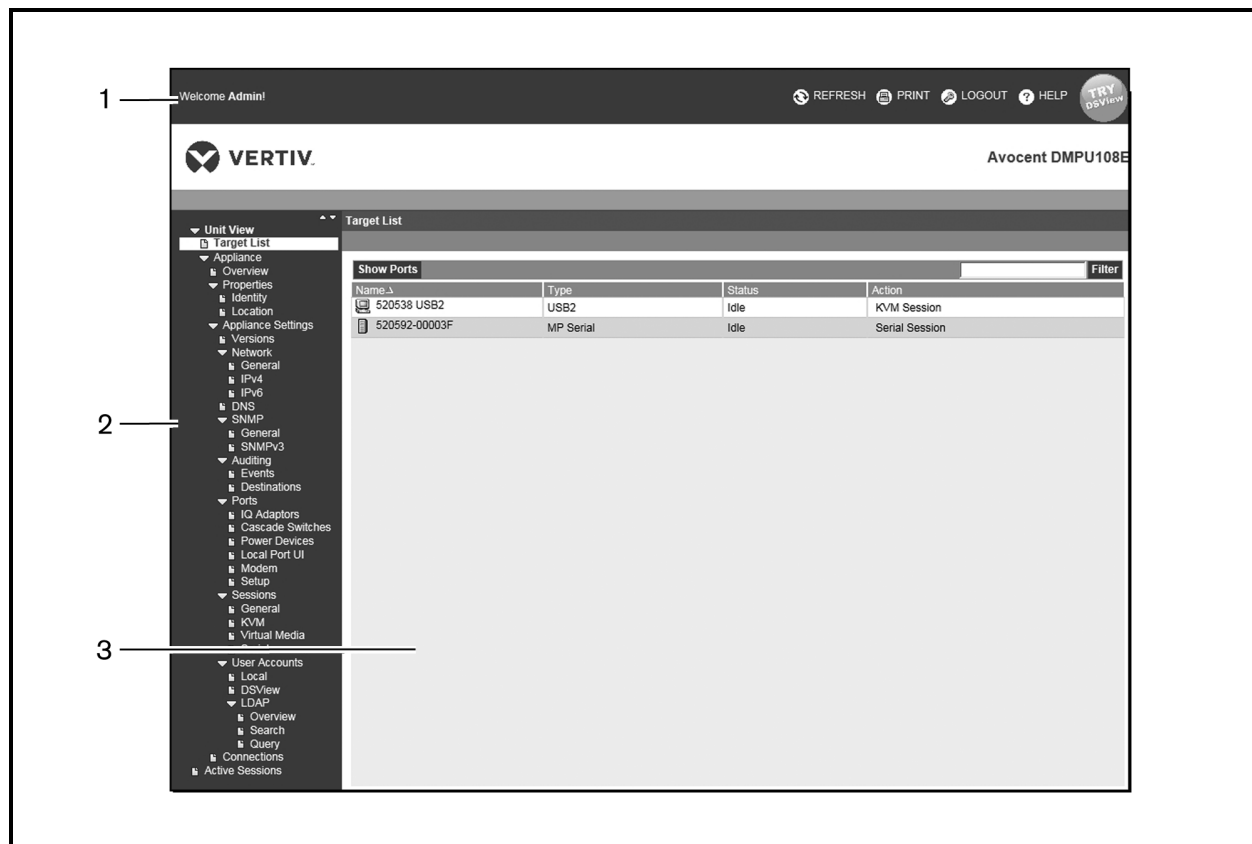 1
Welcome Admin!
REFRESH PRINT LOGOUT HELP
TRY
DSView
VERTIV.
Avocent DMPU108E
Unit View
Target List
Appliance
Overview
Properties
Identity
Location
Appliance Settings
Versions
Network
General
IPv4
IPv6
DNS
2
SNMP
General
SNMPv3
Auditing
Events
Destinations
Ports
IQ Adaptors
Cascade Switches
Power Devices
Local Port UI
Modem
Setup
Sessions
General
KVM
Virtual Media
3
User Accounts
Local
DSView
LDAP
Overview
Search
Query
Connections
Active Sessions
Target List
Show Ports Filter
Name Type Status Action
520538 USB2 USB2 Idle KVM Session
520592-00003F MP Serial Idle Serial Session